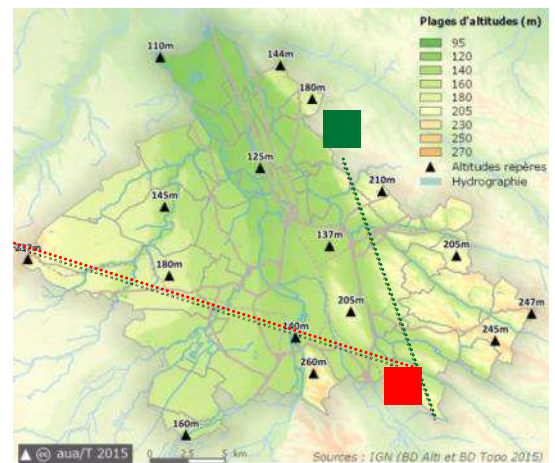 Plages d'altitudes (m)
95
120
140
160
180
205
230
250
270
Altitudes repères
Hydrographie
110m
144m
180m
125m
210m
145m
137m
205m
237m
180m
205m
247m
140m
245m
260m
160m
aua/T 2015
0 2.5 5 km
Sources : IGN (BD Alti et BD Topo 2015)